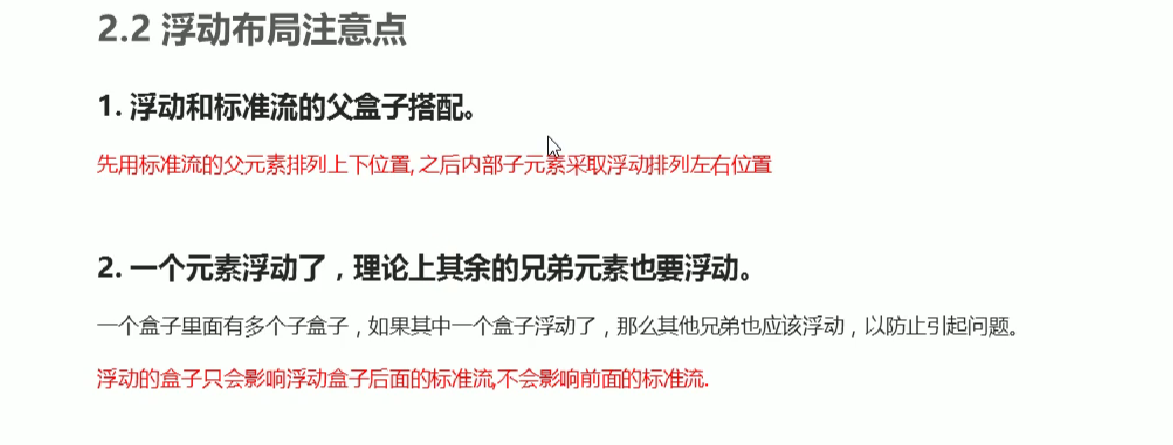 2.2 浮动布局注意点
1. 浮动和标准流的父盒子搭配。
先用标准流的父元素排列上下位置, 之后内部子元素采取浮动排列左右位置
2. 一个元素浮动了，理论上其余的兄弟元素也要浮动。
一个盒子里面有多个子盒子，如果其中一个盒子浮动了，那么其他兄弟也应该浮动，以防止引起问题。
浮动的盒子只会影响浮动盒子后面的标准流,不会影响前面的标准流.